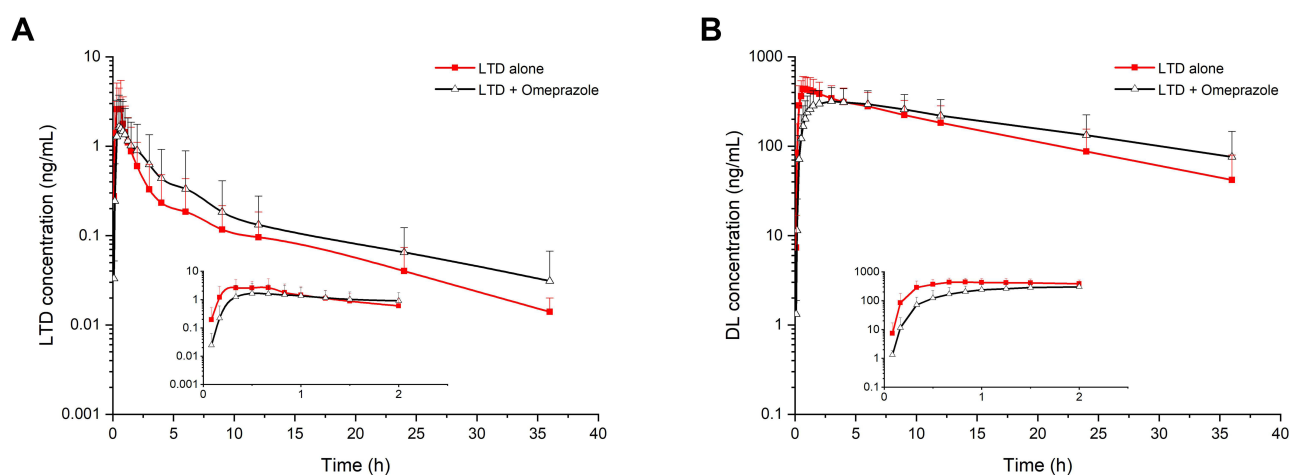 A
LTD concentration (ng/mL)
10
1
0.1
0.01
0.001
LTD alone
LTD + Omeprazole
10
1
0.1
0.01
0.001
0 1 2
0 5 10 15 20 25 30 35 40
Time (h)
B
DL concentration (ng/mL)
1000
100
10
1
0.1
LTD alone
LTD + Omeprazole
1000
100
10
1
0.1
0 1 2
0 5 10 15 20 25 30 35 40
Time (h)